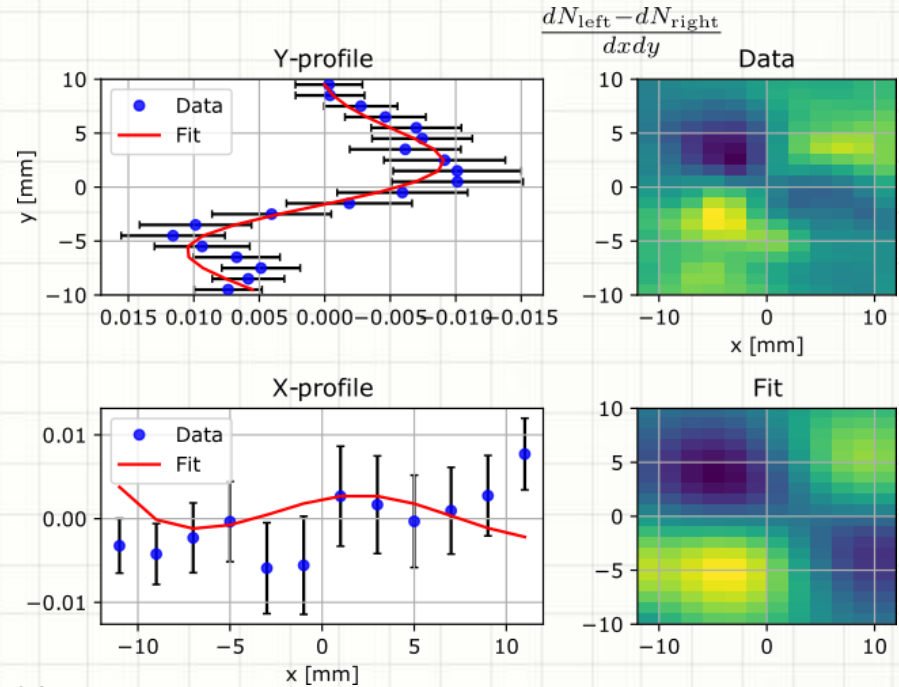 dN_left − dN_right / dxdy
Y-profile
Data
10
5
0
−5
−10
y [mm]
Data
Fit
0.015 0.010 0.005 0.000 −0.005 −0.010 −0.015
10
5
0
−5
−10
−10 0 10
x [mm]
X-profile
Fit
0.01
0.00
−0.01
Data
Fit
−10 −5 0 5 10
x [mm]
10
5
0
−5
−10
−10 0 10